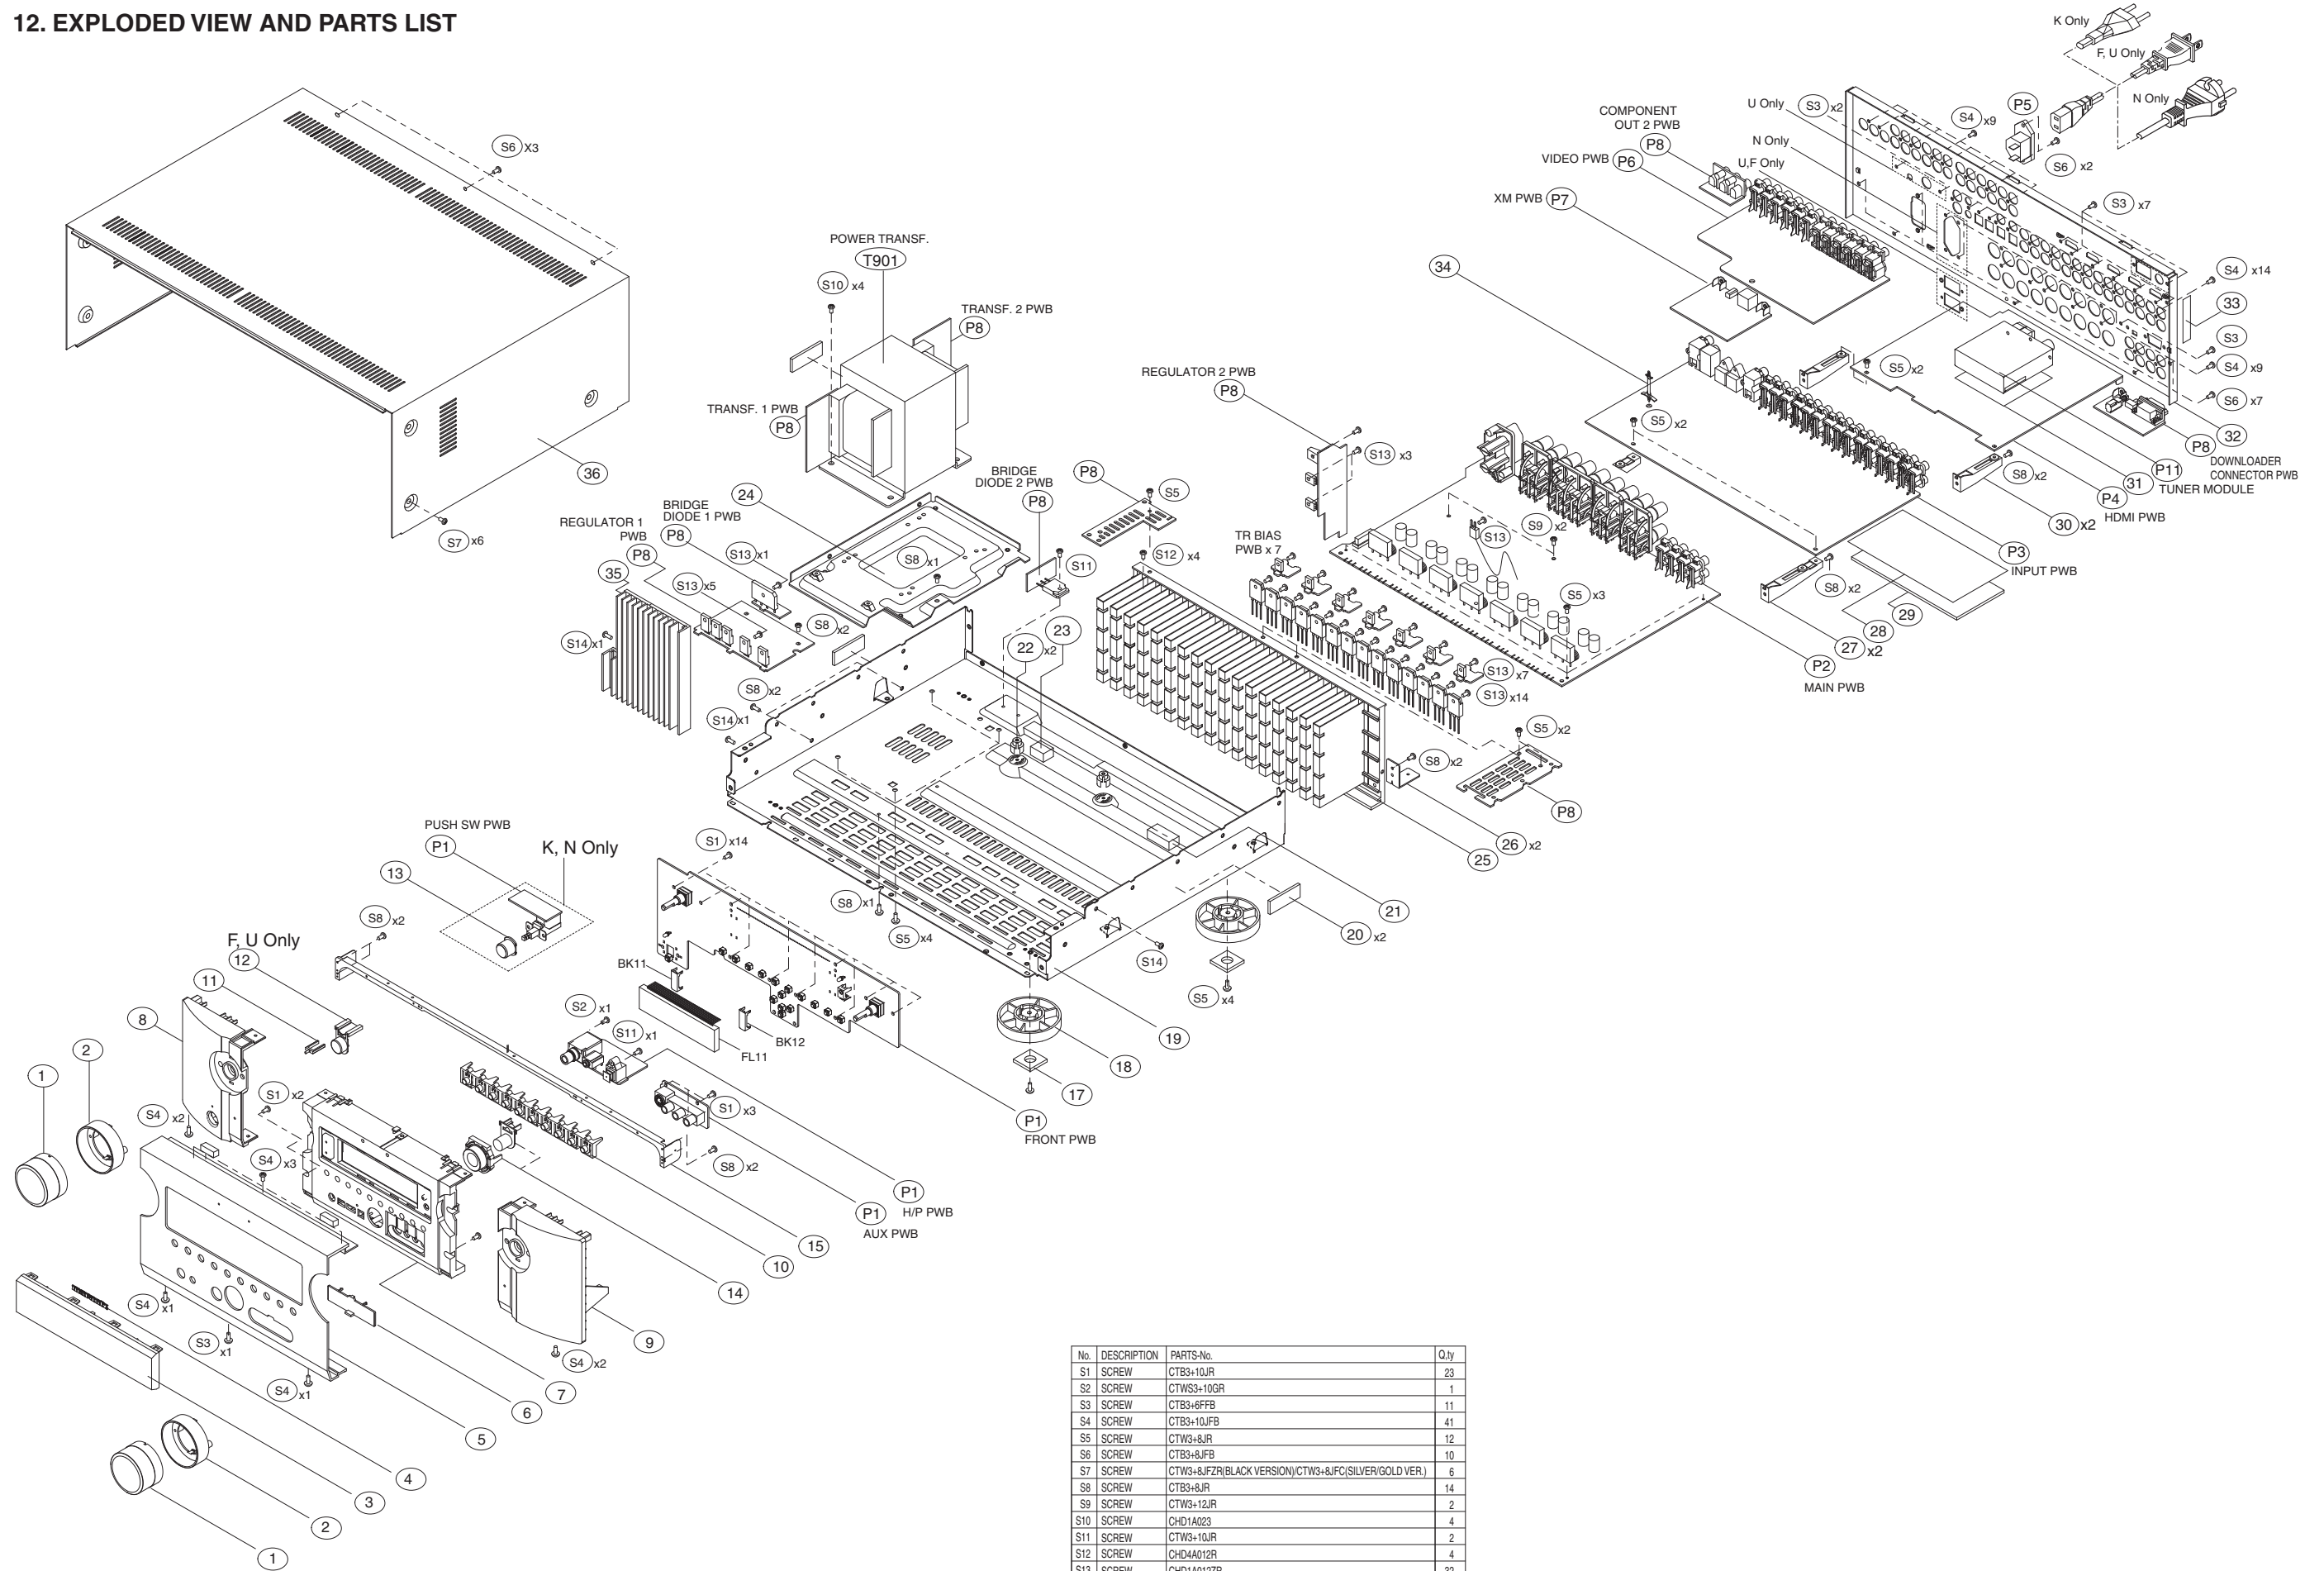 12. EXPLODED VIEW AND PARTS LIST
K Only
F, U Only
N Only
P5
S6 x2
S4 x9
U Only
S3 x2
N Only
COMPONENT
OUT 2 PWB
P8
U,F Only
VIDEO PWB P6
XM PWB P7
S3 x7
S4 x14
33
S3
S4 x9
S6 x7
32
P8
DOWNLOADER
CONNECTOR PWB
P11
TUNER MODULE
31
P4
HDMI PWB
S8 x2
30 x2
S5 x2
34
S5 x2
P3
INPUT PWB
S8 x2
29
28
27 x2
P2
MAIN PWB
S6 X3
36
S7 x6
POWER TRANSF.
T901
S10 x4
TRANSF. 2 PWB
P8
TRANSF. 1 PWB
P8
REGULATOR 2 PWB
P8
S13 x3
BRIDGE
DIODE 2 PWB
P8
P8
S5
S12 x4
S11
24
BRIDGE
DIODE 1 PWB
P8
REGULATOR 1
PWB
P8
S13 x1
S13 x5
35
S8 x1
S14 x1
S8 x2
S8 x2
S14 x1
22 x2
23
TR BIAS
PWB x 7
S9 x2
S13
S5 x3
S13 x7
S13 x14
S5 x2
S8 x2
P8
26 x2
25
21
20 x2
S5 x4
S14
19
18
17
S8 x1
S5 x4
PUSH SW PWB
P1
K, N Only
13
S8 x2
F, U Only
12
11
8
2
1
S1 x14
BK11
BK12
FL11
S2 x1
S11 x1
S1 x3
S8 x2
P1
FRONT PWB
P1
H/P PWB
P1
AUX PWB
15
10
14
S1 x2
S4 x2
S4 x3
S4 x1
S3 x1
S4 x1
S4 x2
9
7
6
5
4
3
2
1
No. DESCRIPTION PARTS-No. Q,ty
S1 SCREW CTB3+10JR 23
S2 SCREW CTWS3+10GR 1
S3 SCREW CTB3+6FFB 11
S4 SCREW CTB3+10JFB 41
S5 SCREW CTW3+8JR 12
S6 SCREW CTB3+8JFB 10
S7 SCREW CTW3+8JFZR(BLACK VERSION)/CTW3+8JFC(SILVER/GOLD VER.) 6
S8 SCREW CTB3+8JR 14
S9 SCREW CTW3+12JR 2
S10 SCREW CHD1A023 4
S11 SCREW CTW3+10JR 2
S12 SCREW CHD4A012R 4
S13 SCREW CHD1A012ZR 32